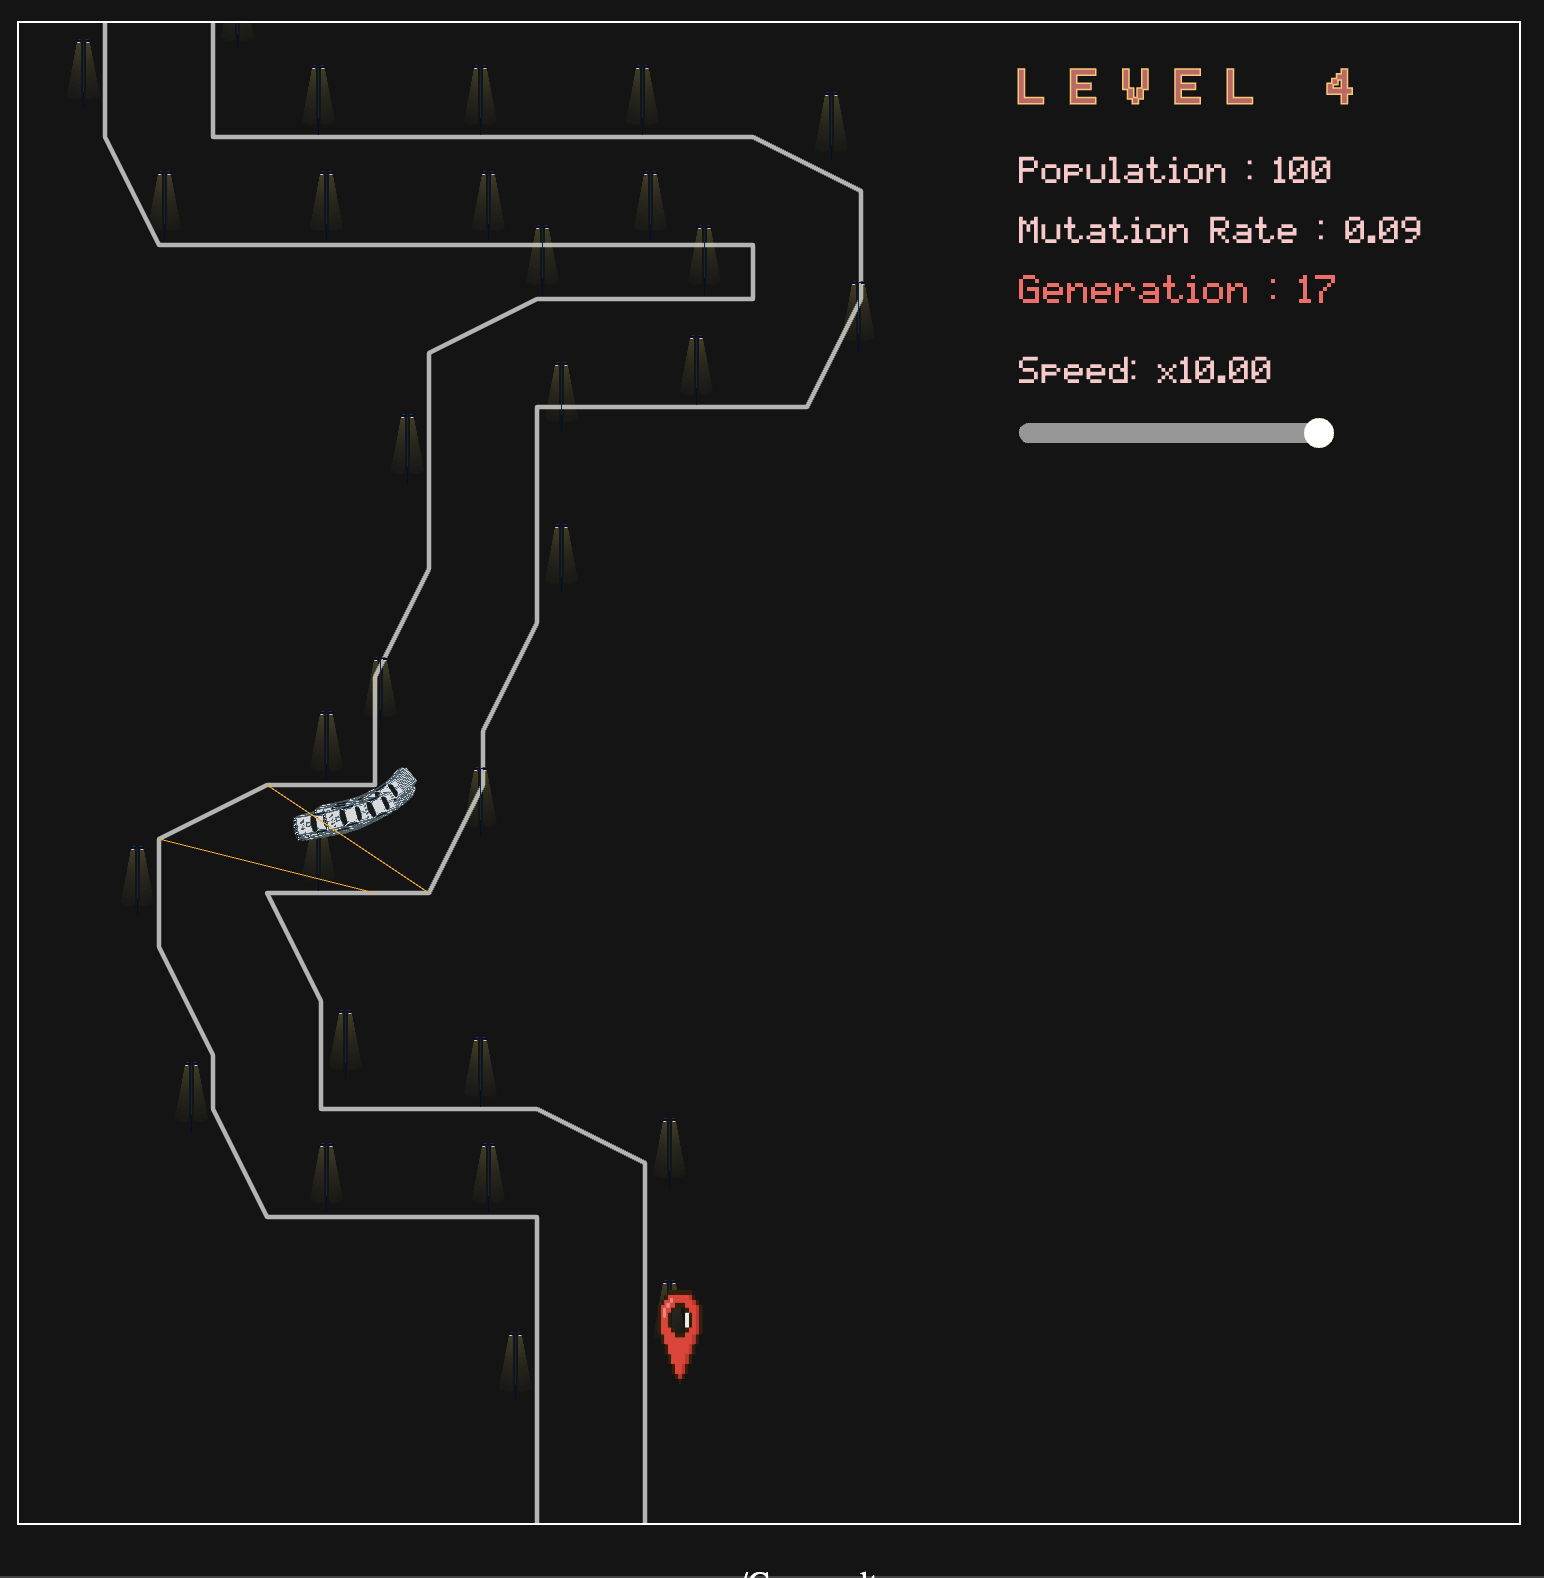 LEVEL 4
Population : 100
Mutation Rate : 0.09
Generation : 17
Speed: x10.00